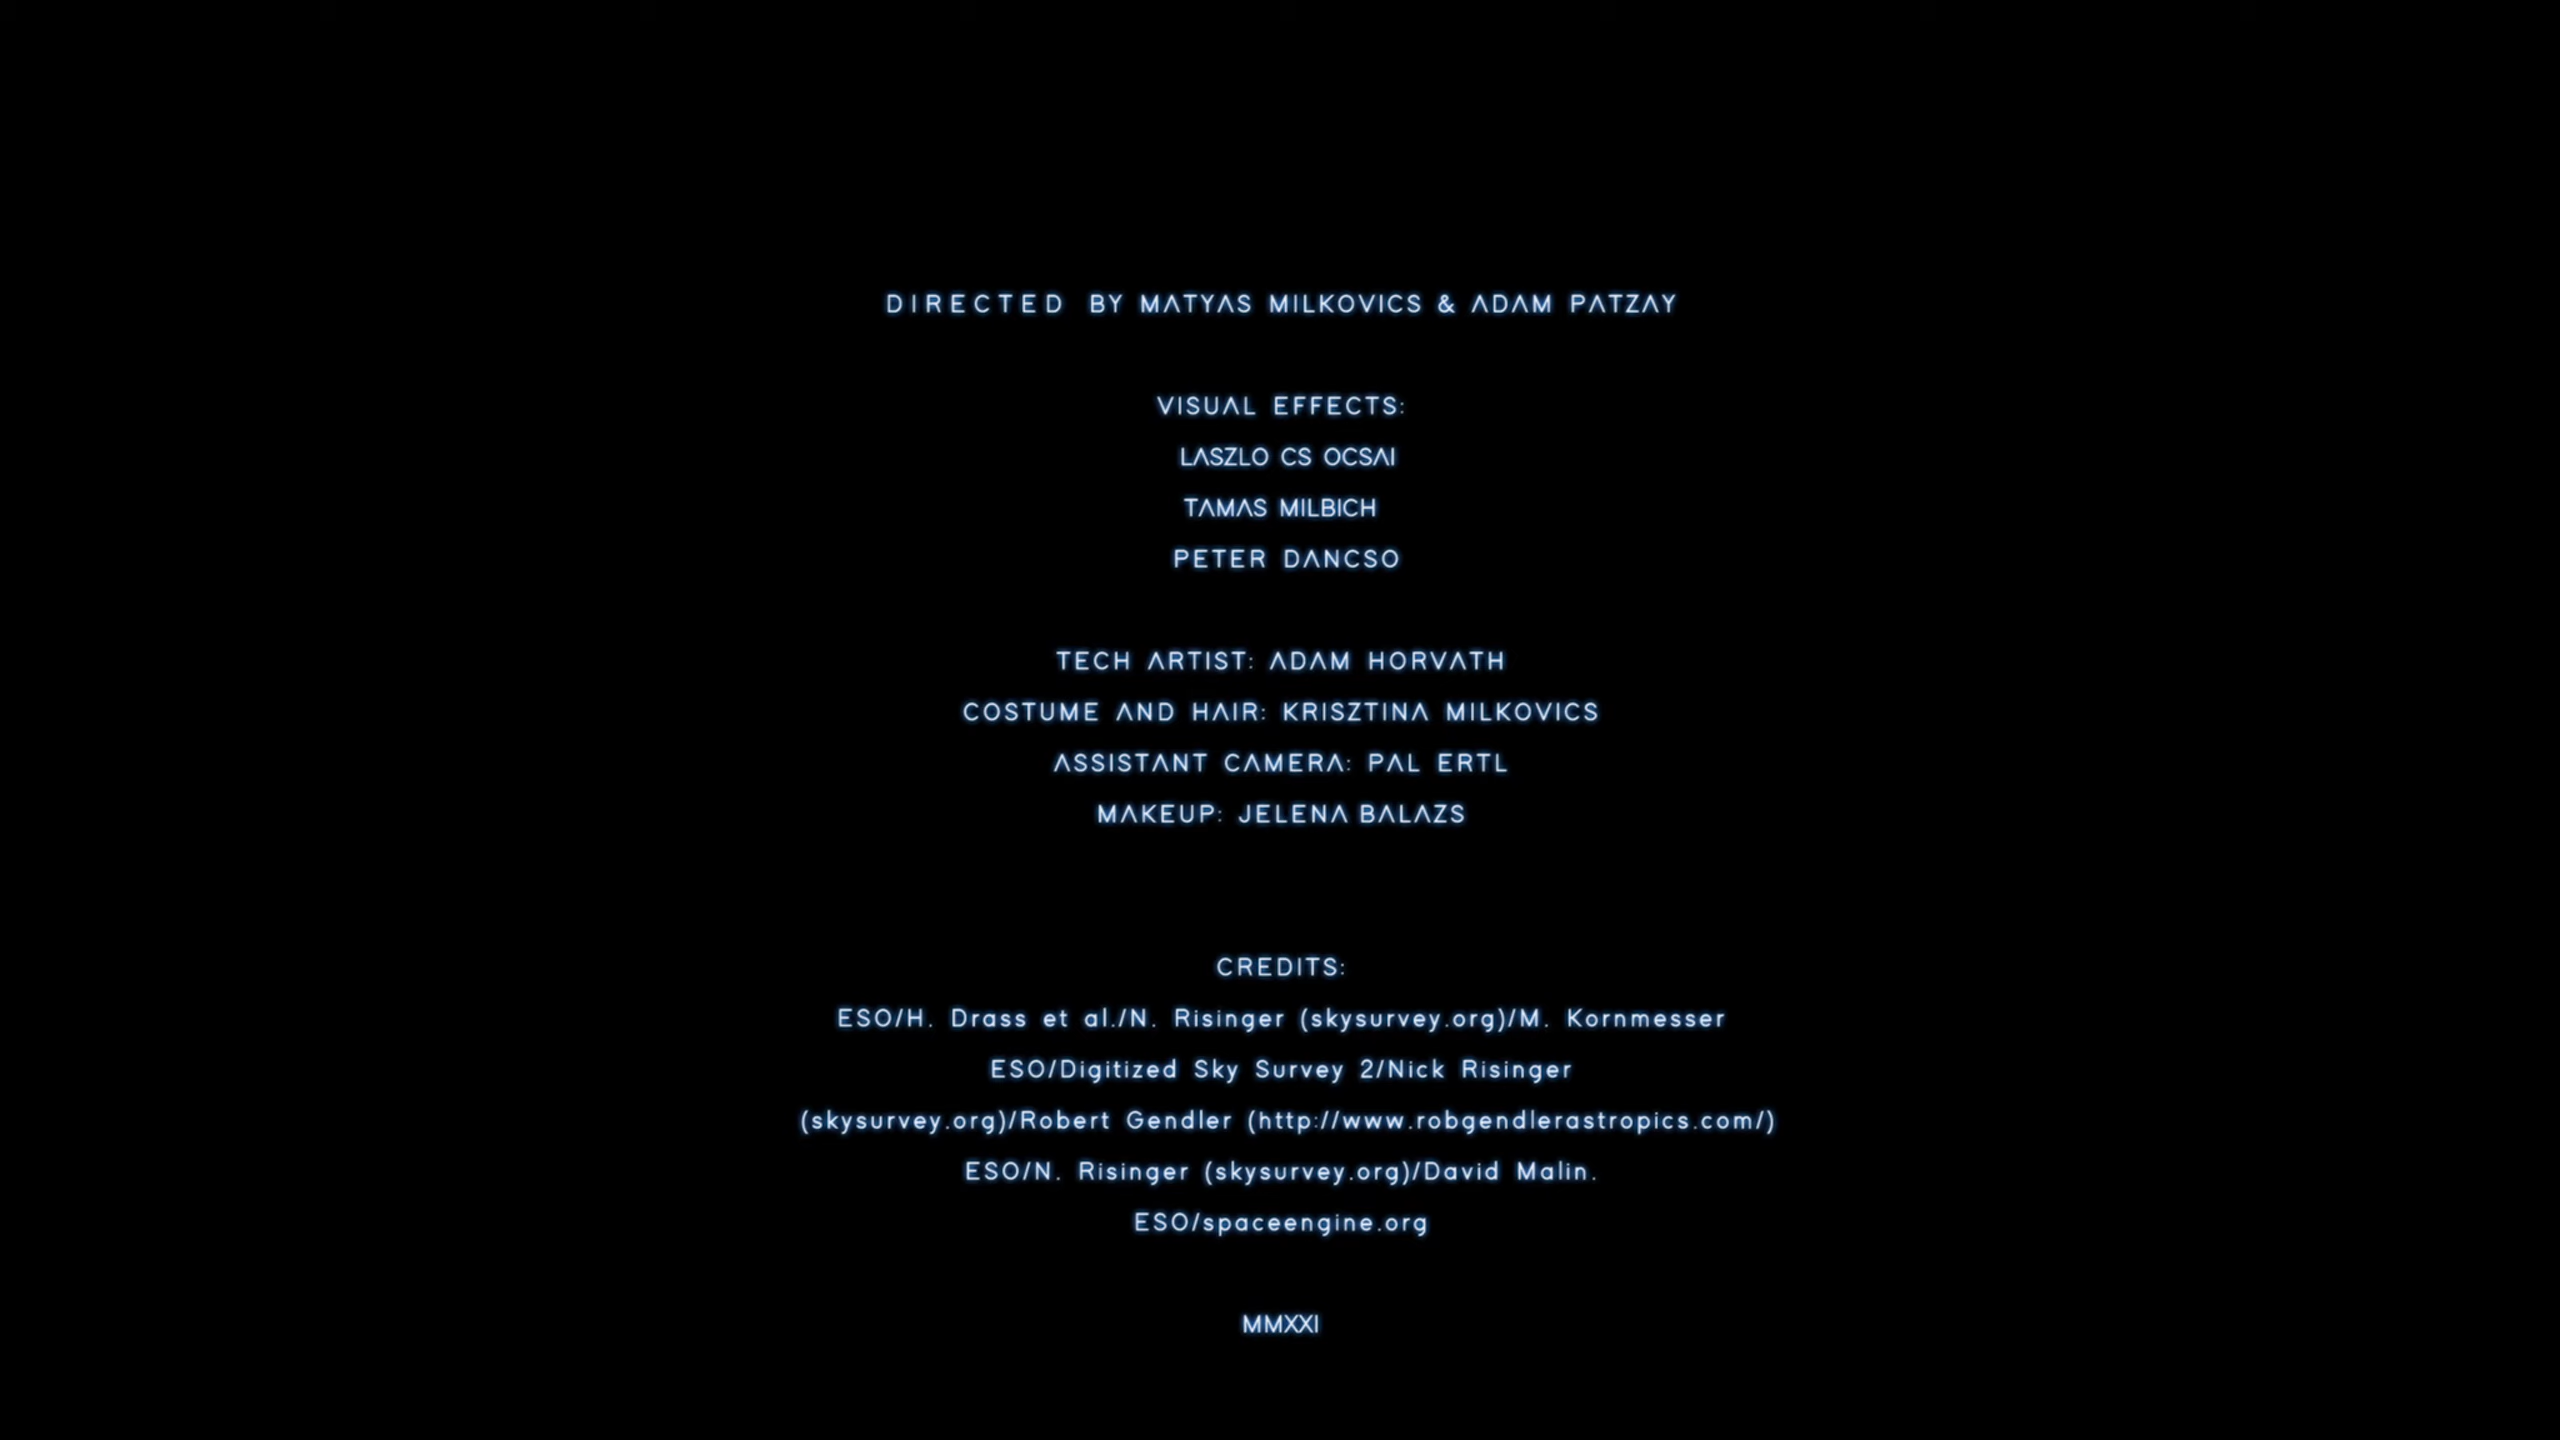 DIRECTED BY MATYAS MILKOVICS & ADAM PATZAY
VISUAL EFFECTS:
LASZLO CS OCSAI
TAMAS MILBICH
PETER DANCSO
TECH ARTIST: ADAM HORVATH
COSTUME AND HAIR: KRISZTINA MILKOVICS
ASSISTANT CAMERA: PAL ERTL
MAKEUP: JELENA BALAZS
CREDITS:
ESO/H. Drass et al./N. Risinger (skysurvey.org)/M. Kornmesser
ESO/Digitized Sky Survey 2/Nick Risinger
(skysurvey.org)/Robert Gendler (http://www.robgendlerastropics.com/)
ESO/N. Risinger (skysurvey.org)/David Malin.
ESO/spaceengine.org
MMXXI